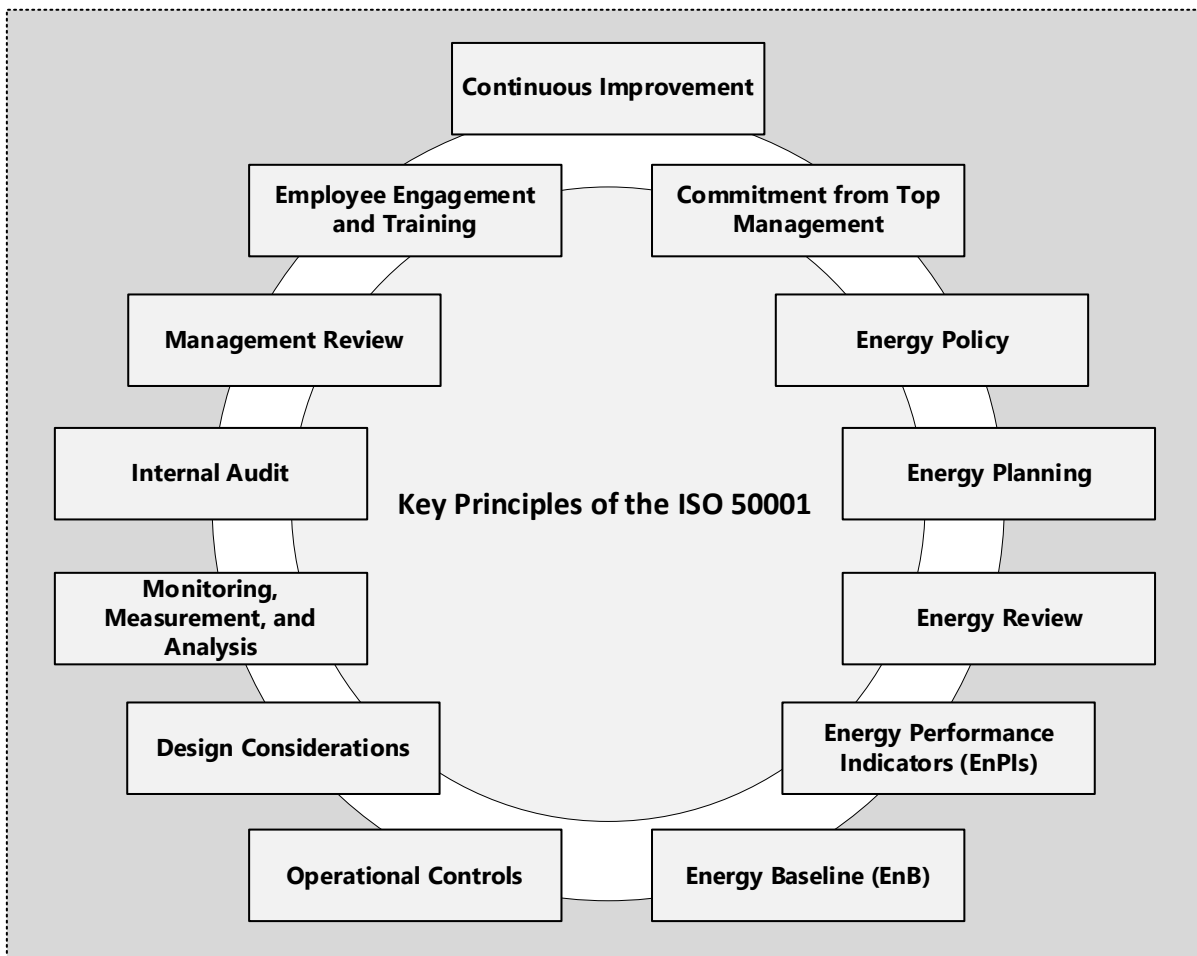 Continuous Improvement
Employee Engagement
and Training
Commitment from Top
Management
Management Review
Energy Policy
Internal Audit
Energy Planning
Key Principles of the ISO 50001
Monitoring,
Measurement, and
Analysis
Energy Review
Design Considerations
Energy Performance
Indicators (EnPIs)
Operational Controls
Energy Baseline (EnB)